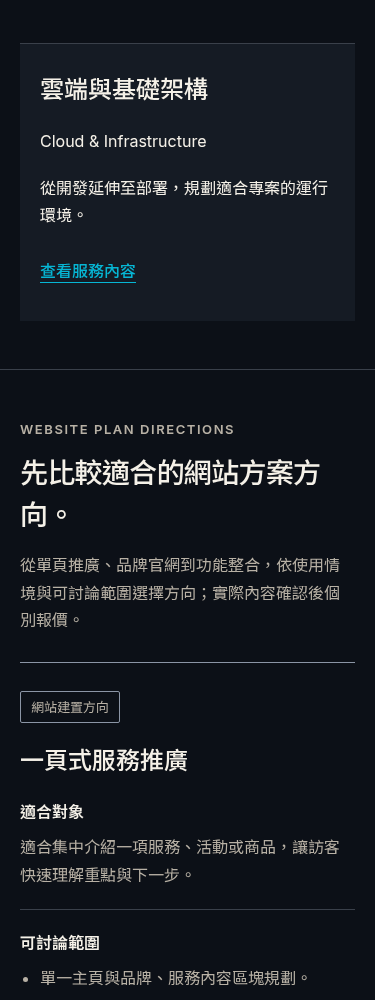 雲端與基礎架構
Cloud & Infrastructure
從開發延伸至部署，規劃適合專案的運行
環境。
查看服務內容
WEBSITE PLAN DIRECTIONS
先比較適合的網站方案方
向。
從單頁推廣、品牌官網到功能整合，依使用情
境與可討論範圍選擇方向；實際內容確認後個
別報價。
網站建置方向
一頁式服務推廣
適合對象
適合集中介紹一項服務、活動或商品，讓訪客
快速理解重點與下一步。
可討論範圍
• 單一主頁與品牌、服務內容區塊規劃。